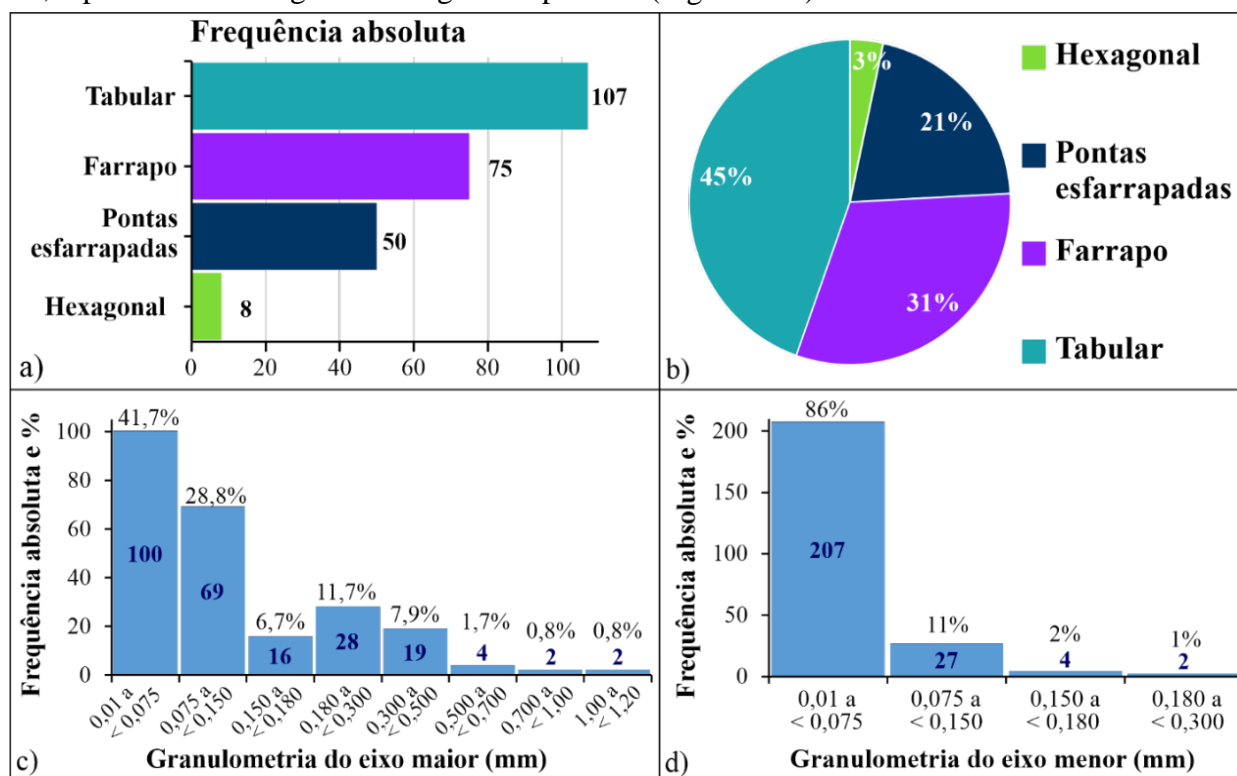 Frequência absoluta
Tabular
107
Farrapo
75
Pontas
esfarrapadas
50
Hexagonal
8
0 20 40 60 80 100
a)
3%
21%
31%
45%
Hexagonal
Pontas
esfarrapadas
Farrapo
Tabular
b)
Frequência absoluta e %
100
80
60
40
20
0
41,7%
100
28,8%
69
6,7%
16
11,7%
28
7,9%
19
1,7%
4
0,8%
2
0,8%
2
0,01 a
< 0,075
0,075 a
< 0,150
0,150 a
< 0,180
0,180 a
< 0,300
0,300 a
< 0,500
0,500 a
< 0,700
0,700 a
< 1,00
1,00 a
< 1,20
c) Granulometria do eixo maior (mm)
Frequência absoluta e %
200
150
100
50
0
86%
207
11%
27
2%
4
1%
2
0,01 a
< 0,075
0,075 a
< 0,150
0,150 a
< 0,180
0,180 a
< 0,300
d) Granulometria do eixo menor (mm)